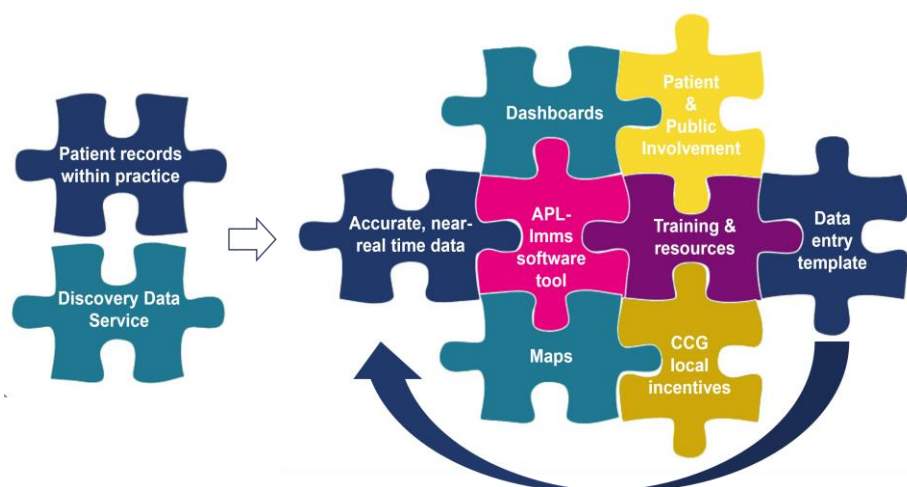 Patient records
within practice
Discovery Data
Service
Accurate, near-
real time data
Dashboards
APL-
Imms
software
tool
Maps
Patient
&
Public
Involvement
Training &
resources
CCG
local
incentives
Data
entry
template